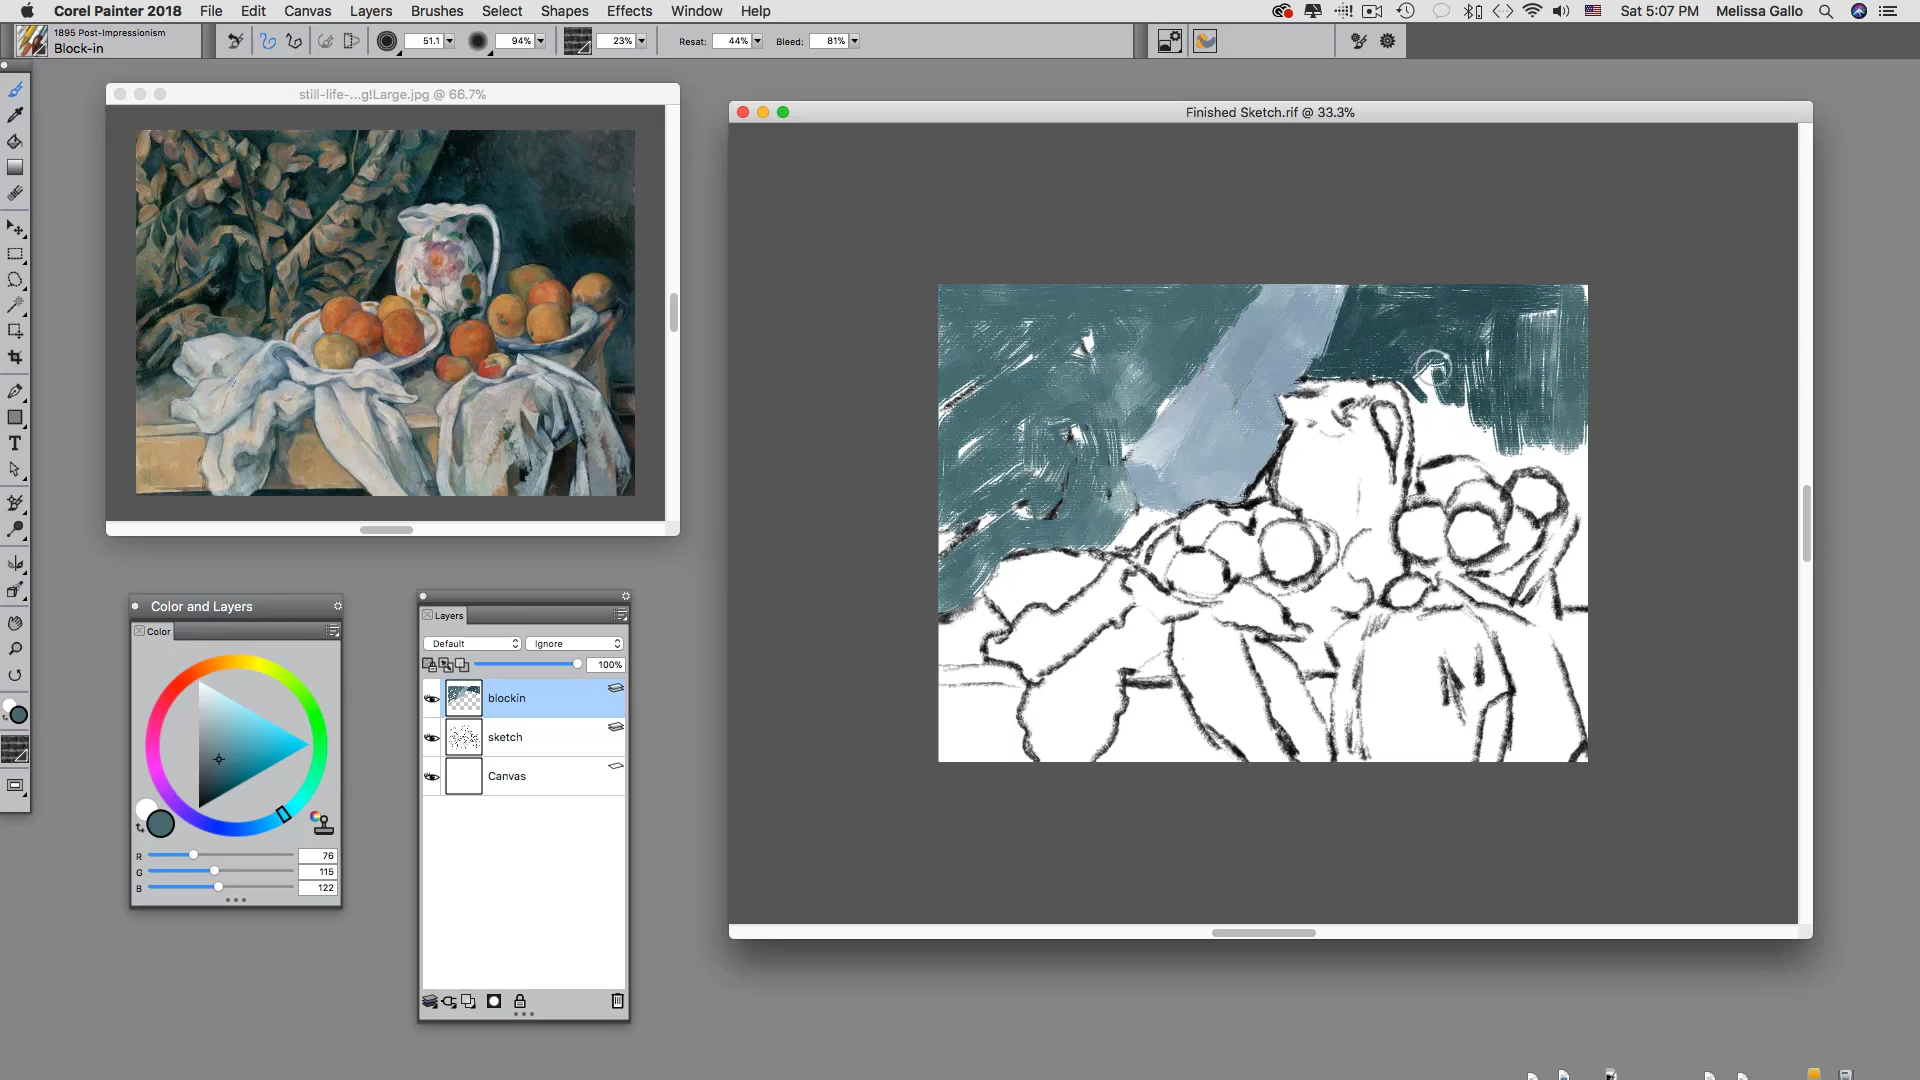 Corel Painter 2018 File Edit Canvas Layers Brushes Select Shapes Effects Window Help Sat 5:07 PM Melissa Gallo
1895 Post-Impressionism
Block-in
51.1 94% 23% Resat: 44% Bleed: 81%
still-life-...g!Large.jpg @ 66.7%
Finished Sketch.rif @ 33.3%
T
Color and Layers
Color
R 76
G 115
B 122
Layers
Default Ignore
100%
blockin
sketch
Canvas